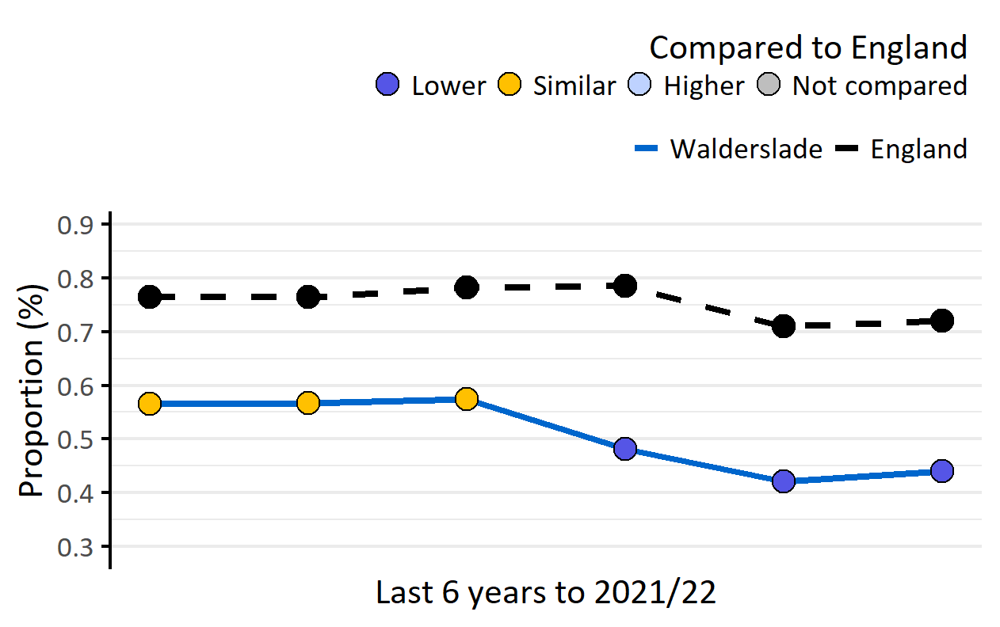 Compared to England
Lower Similar Higher Not compared
Walderslade England
0.9
0.8
0.7
0.6
0.5
0.4
0.3
Proportion (%)
Last 6 years to 2021/22